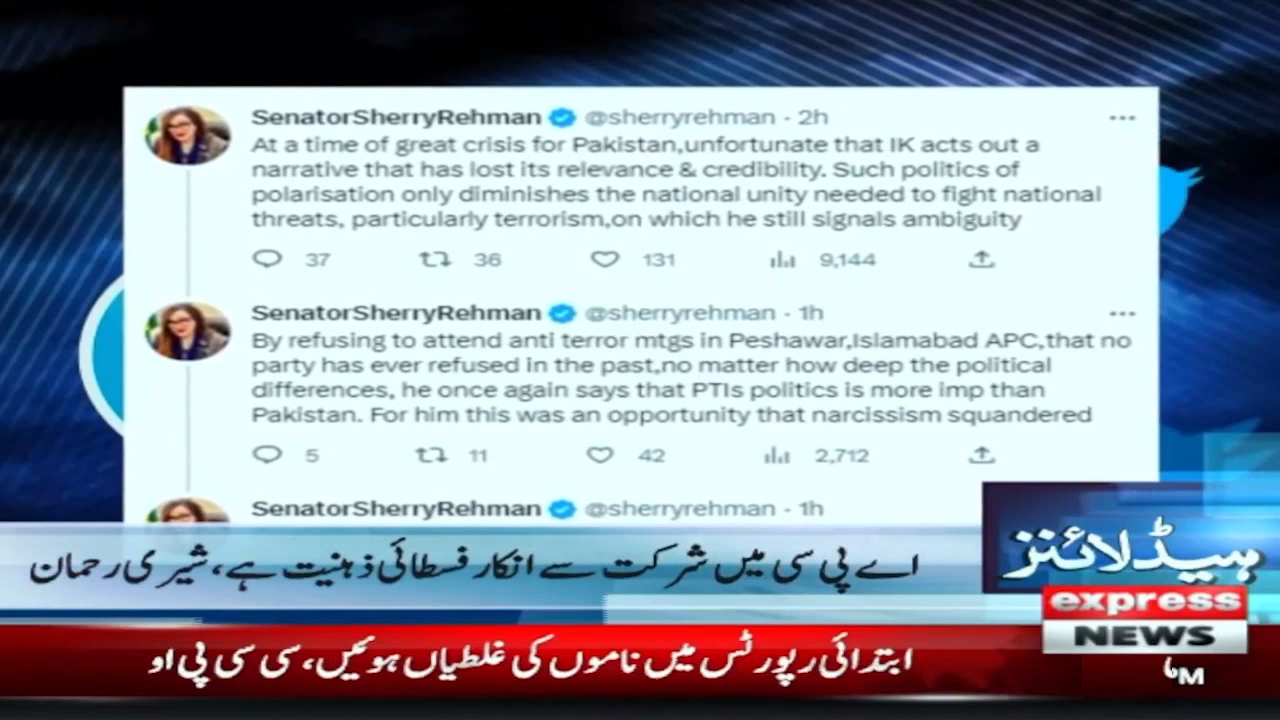 SenatorSherryRehman @sherryrehman · 2h
At a time of great crisis for Pakistan,unfortunate that IK acts out a
narrative that has lost its relevance & credibility. Such politics of
polarisation only diminishes the national unity needed to fight national
threats, particularly terrorism,on which he still signals ambiguity
37 36 131 9,144
SenatorSherryRehman @sherryrehman · 1h
By refusing to attend anti terror mtgs in Peshawar,Islamabad APC,that no
party has ever refused in the past,no matter how deep the political
differences, he once again says that PTIs politics is more imp than
Pakistan. For him this was an opportunity that narcissism squandered
5 11 42 2,712
SenatorSherryRehman @sherryrehman · 1h
اے پی سی میں شرکت سے انکار فسطائی ذہنیت ہے، شیری رحمان
ہیڈلائنز
express
NEWS
ابتدائی رپورٹس میں ناموں کی غلطیاں ہوئیں، سی سی پی او